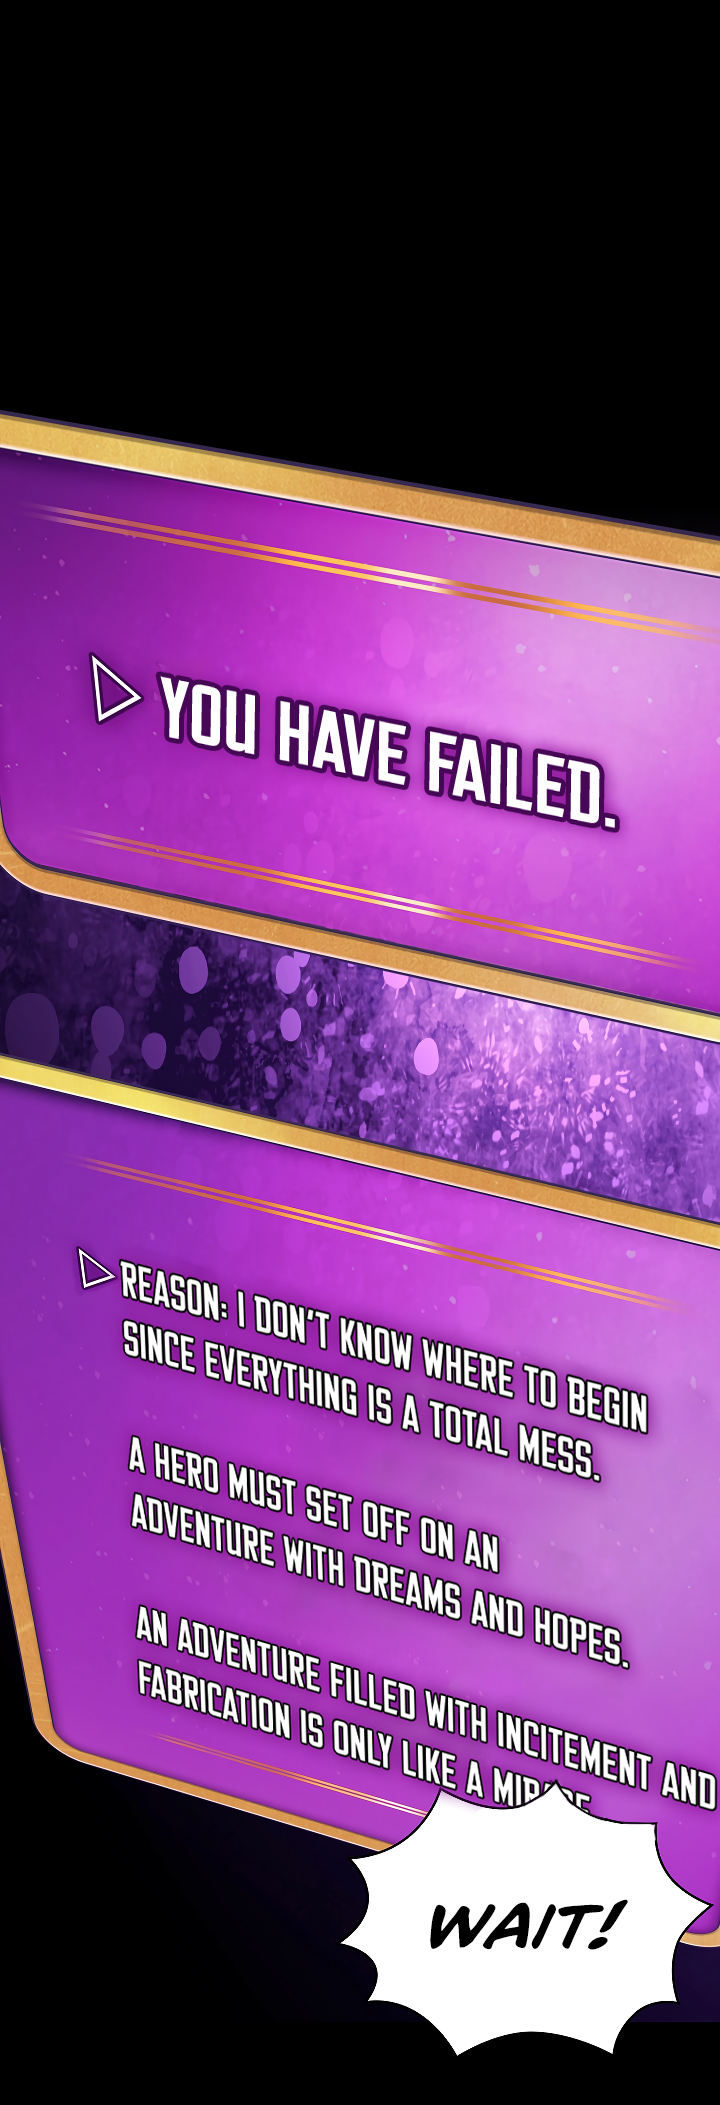 YOU HAVE FAILED.
REASON: I DON'T KNOW WHERE TO BEGIN
SINCE EVERYTHING IS A TOTAL MESS.
A HERO MUST SET OFF ON AN
ADVENTURE WITH DREAMS AND HOPES.
AN ADVENTURE FILLED WITH INCITEMENT AND
FABRICATION IS ONLY LIKE A
WAIT!